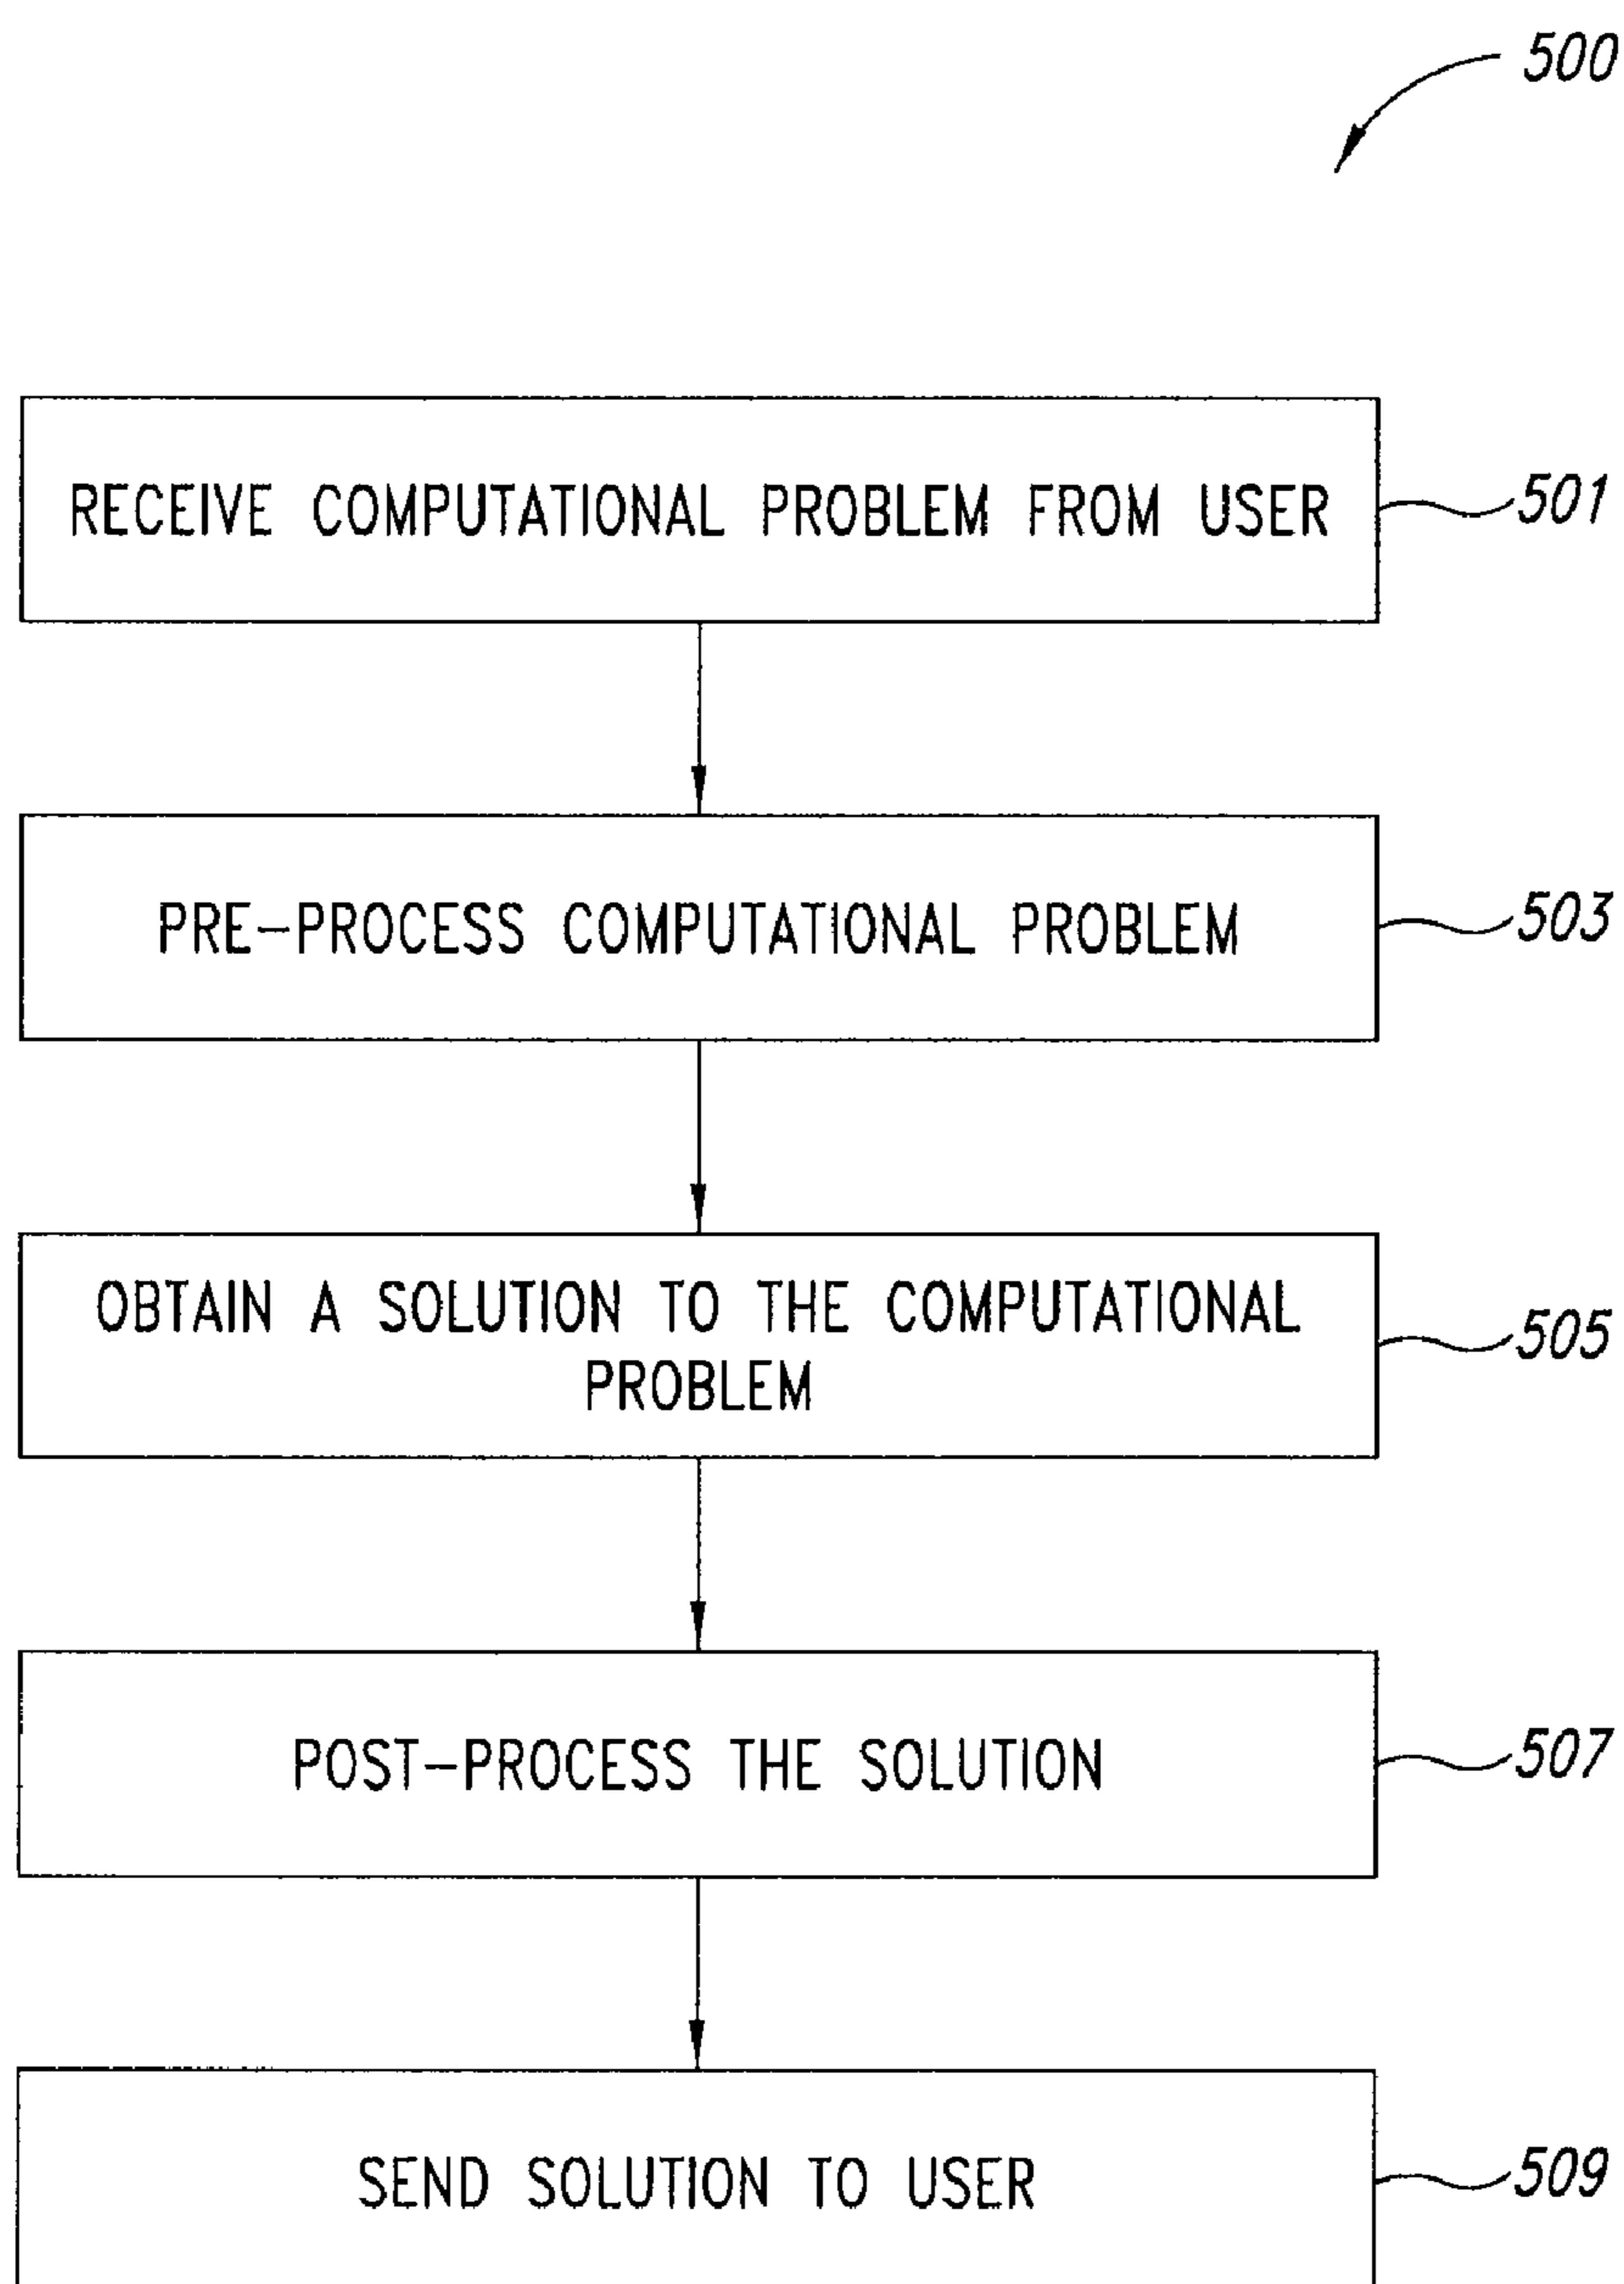 500
RECEIVE COMPUTATIONAL PROBLEM FROM USER
501
PRE-PROCESS COMPUTATIONAL PROBLEM
503
OBTAIN A SOLUTION TO THE COMPUTATIONAL
PROBLEM
505
POST-PROCESS THE SOLUTION
507
SEND SOLUTION TO USER
509